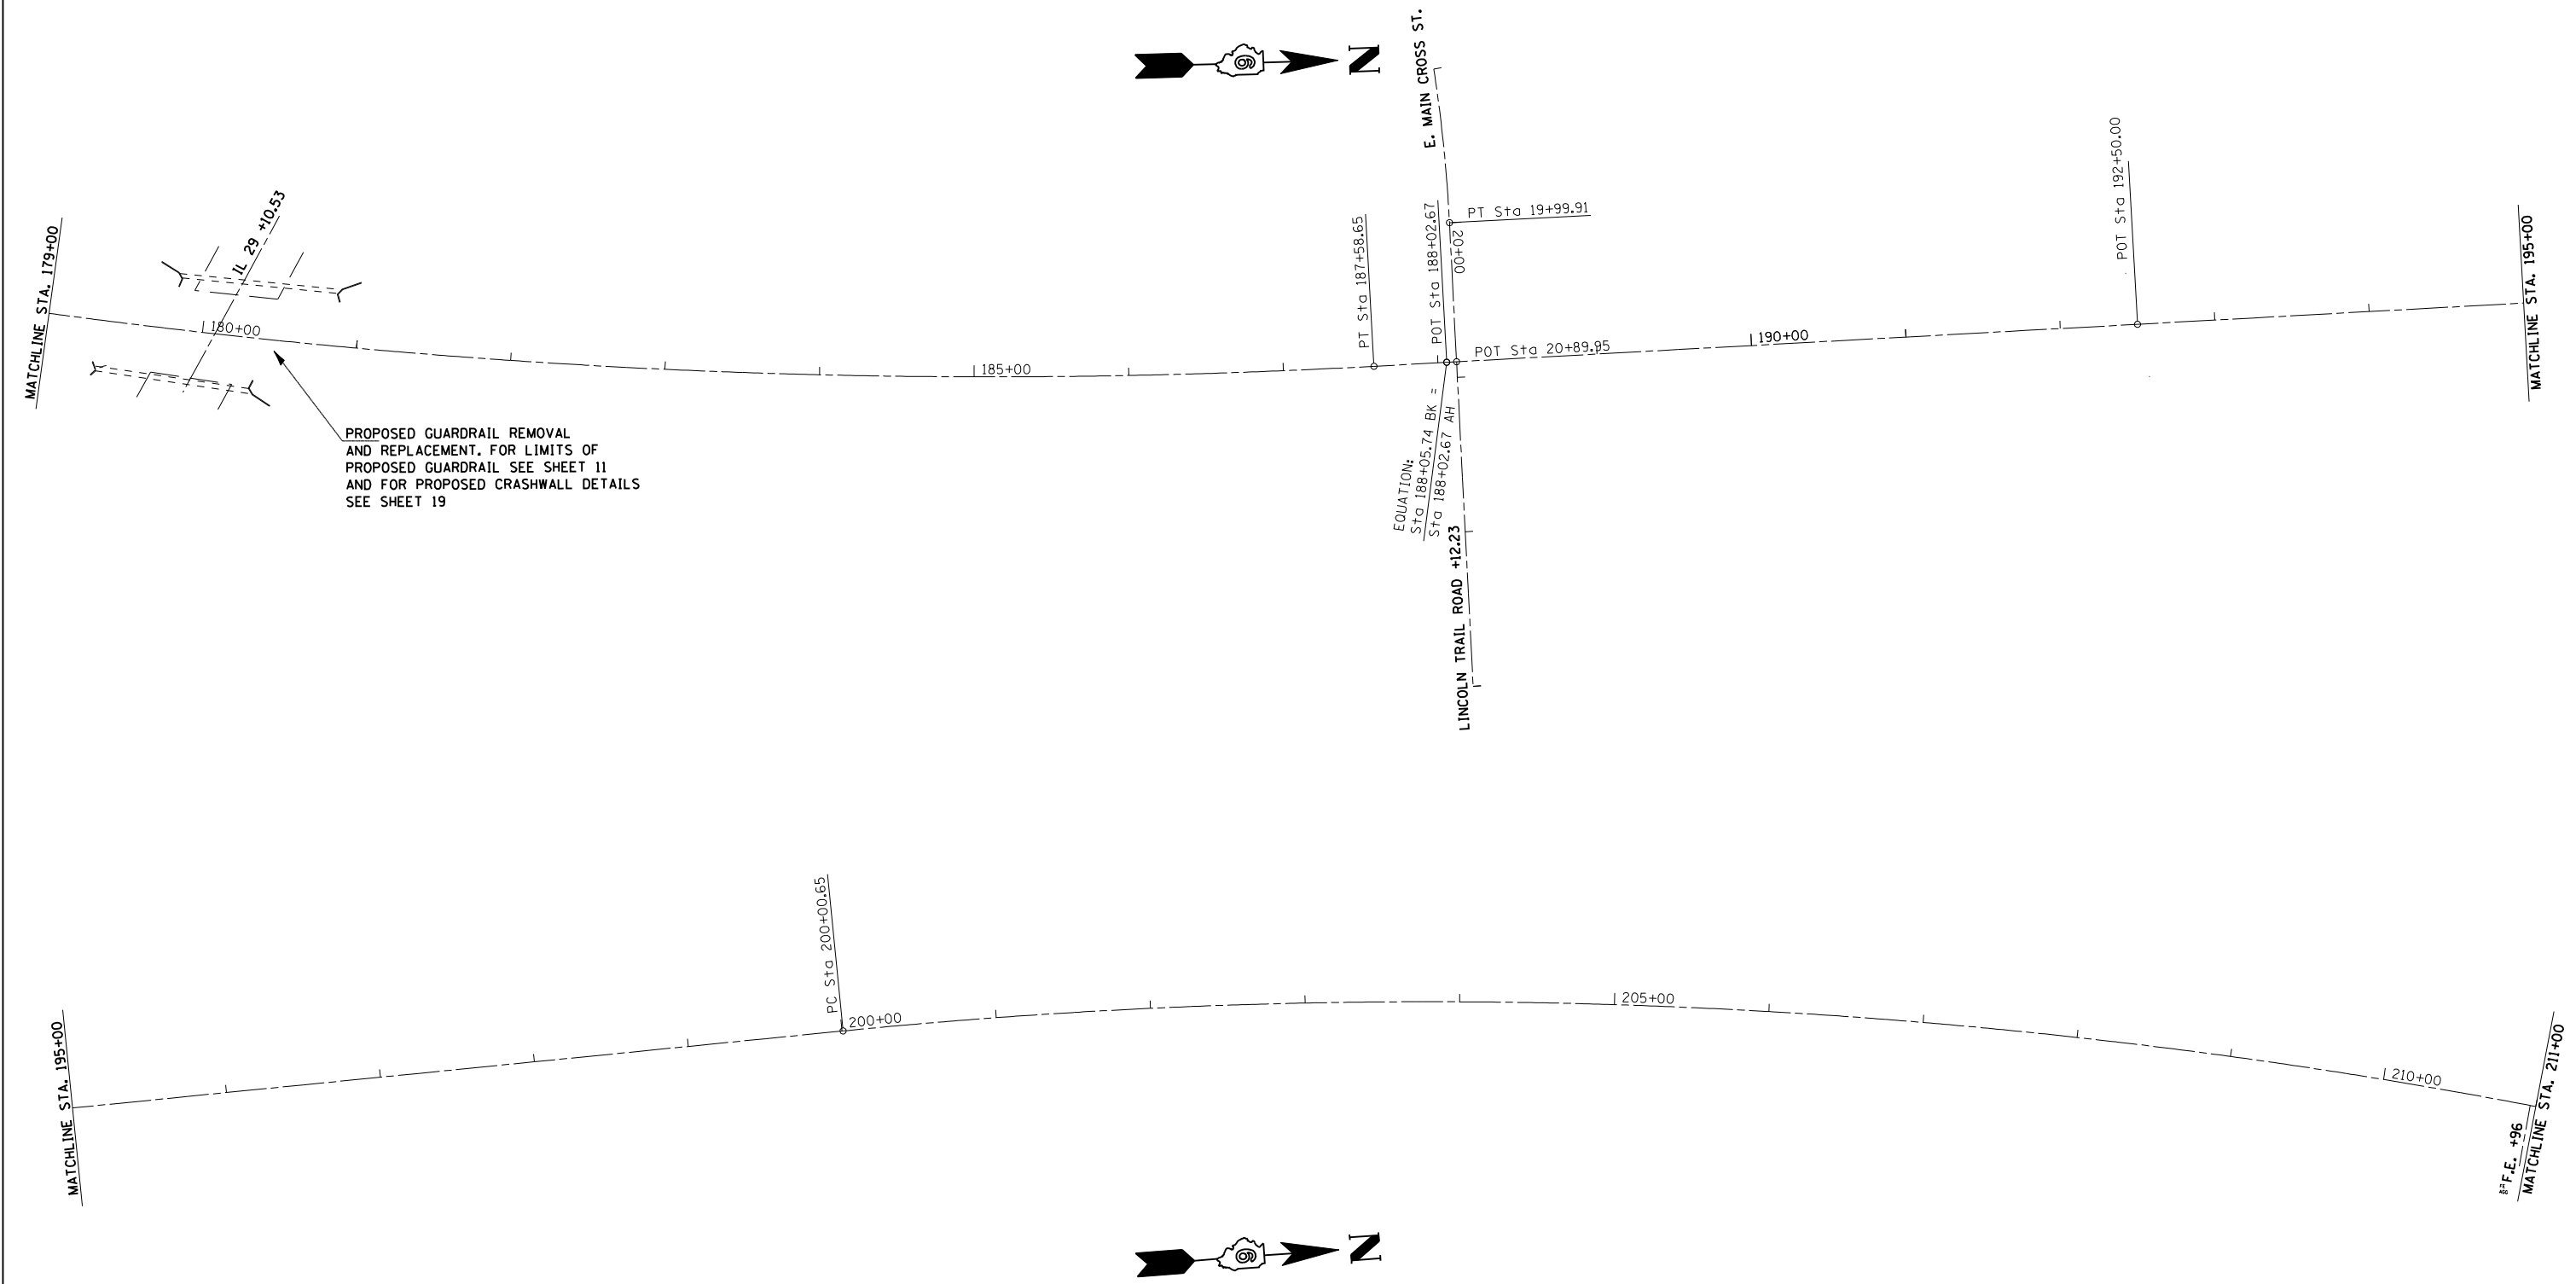 6
N
E. MAIN CROSS ST.
MATCHLINE STA. 179+00
IL 29 +10.53
180+00
185+00
PT Sta 187+58.65
POT Sta 188+02.67
PT Sta 19+99.91
20+00
POT Sta 20+89.95
190+00
POT Sta 192+50.00
MATCHLINE STA. 195+00
PROPOSED GUARDRAIL REMOVAL
AND REPLACEMENT. FOR LIMITS OF
PROPOSED GUARDRAIL SEE SHEET 11
AND FOR PROPOSED CRASHWALL DETAILS
SEE SHEET 19
EQUATION:
Sta 188+05.74 BK =
Sta 188+02.67 AH
LINCOLN TRAIL ROAD +12.23
MATCHLINE STA. 195+00
PC Sta 200+00.65
200+00
205+00
210+00
F.E. +96
MATCHLINE STA. 211+00
6
N